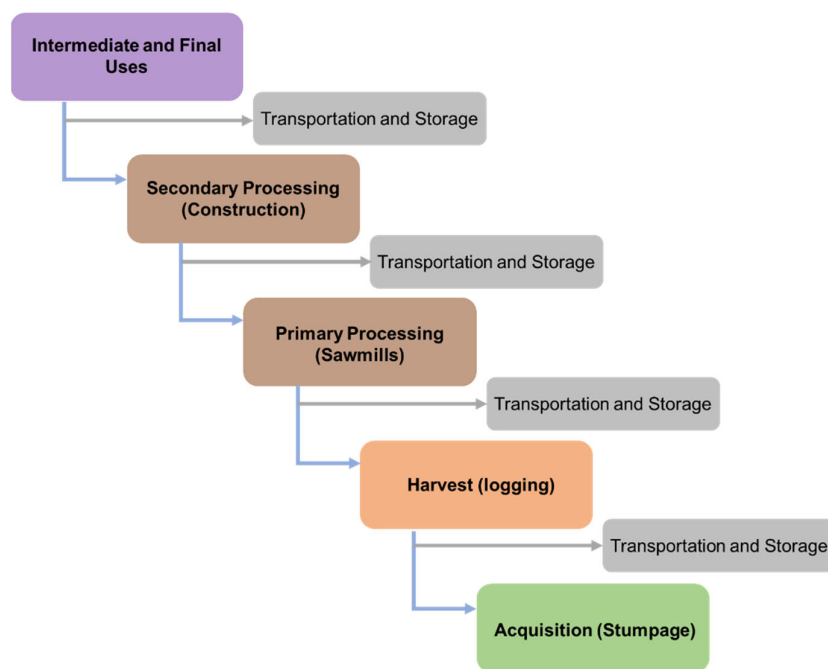 Intermediate and Final
Uses
Transportation and Storage
Secondary Processing
(Construction)
Transportation and Storage
Primary Processing
(Sawmills)
Transportation and Storage
Harvest (logging)
Transportation and Storage
Acquisition (Stumpage)